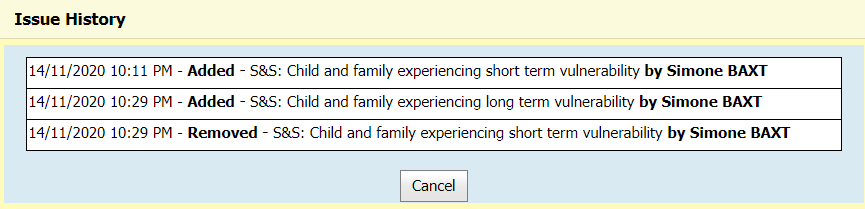 Issue History
14/11/2020 10:11 PM - Added - S&S: Child and family experiencing short term vulnerability by Simone BAXT
14/11/2020 10:29 PM - Added - S&S: Child and family experiencing long term vulnerability by Simone BAXT
14/11/2020 10:29 PM - Removed - S&S: Child and family experiencing short term vulnerability by Simone BAXT
Cancel